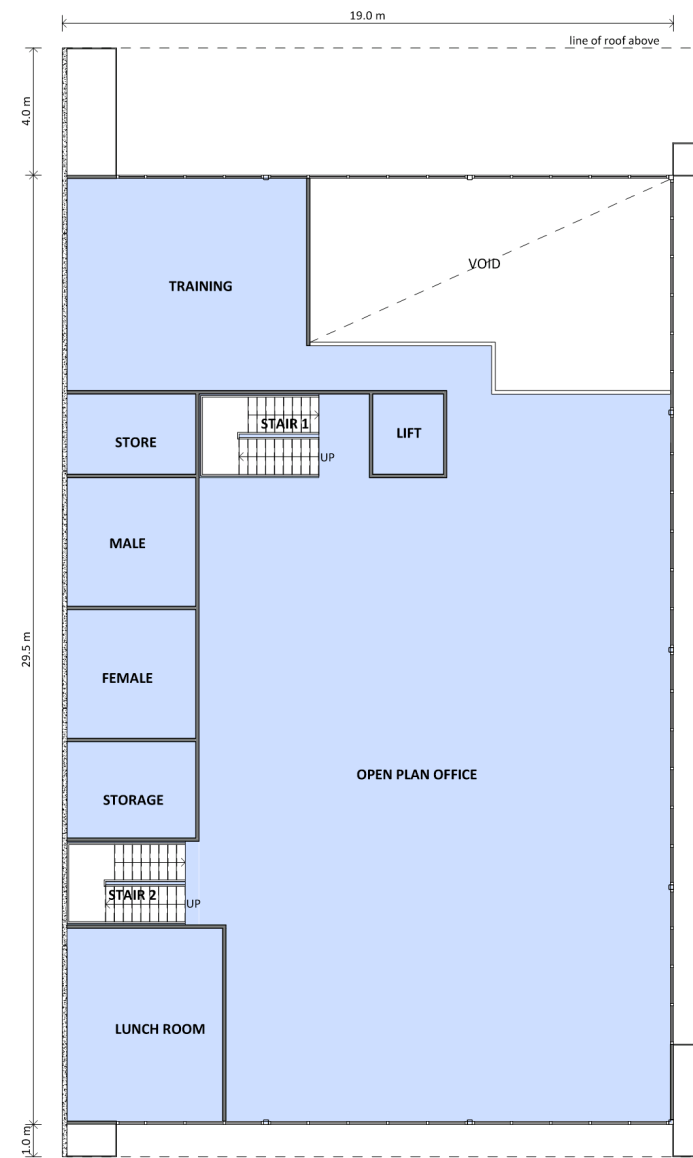 19.0 m
line of roof above
4.0 m
VOID
TRAINING
STAIR 1
LIFT
STORE
UP
MALE
29.5 m
FEMALE
OPEN PLAN OFFICE
STORAGE
STAIR 2
UP
LUNCH ROOM
1.0 m